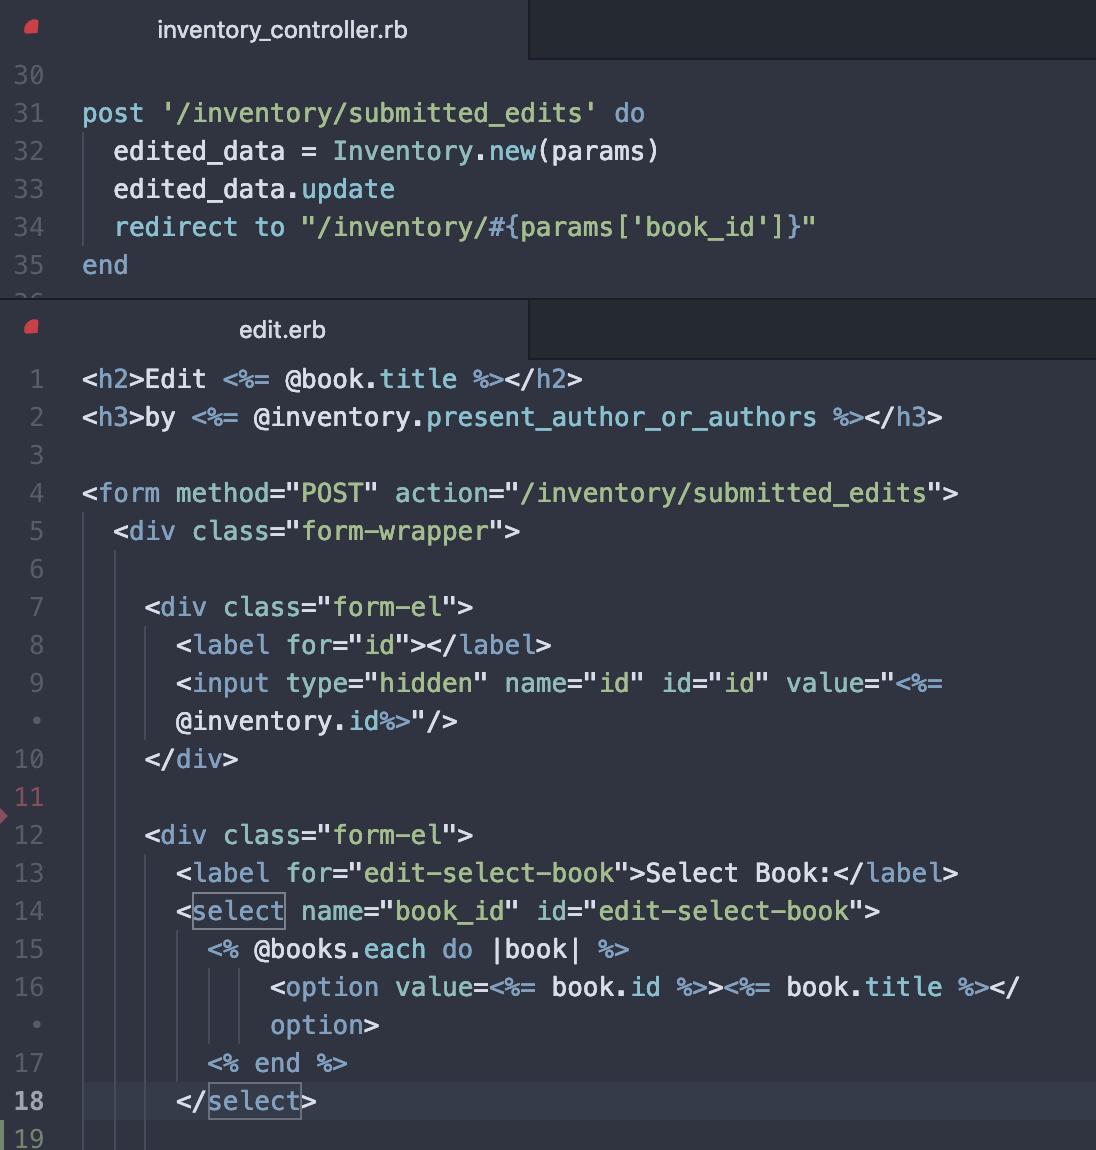 inventory_controller.rb
30
31 post '/inventory/submitted_edits' do
32 edited_data = Inventory.new(params)
33 edited_data.update
34 redirect to "/inventory/#{params['book_id']}"
35 end
edit.erb
1 <h2>Edit <%= @book.title %></h2>
2 <h3>by <%= @inventory.present_author_or_authors %></h3>
3
4 <form method="POST" action="/inventory/submitted_edits">
5 <div class="form-wrapper">
6
7 <div class="form-el">
8 <label for="id"></label>
9 <input type="hidden" name="id" id="id" value="<%=
• @inventory.id%>"/>
10 </div>
11
12 <div class="form-el">
13 <label for="edit-select-book">Select Book:</label>
14 <select name="book_id" id="edit-select-book">
15 <% @books.each do |book| %>
16 <option value=<%= book.id %>><%= book.title %></
• option>
17 <% end %>
18 </select>
19